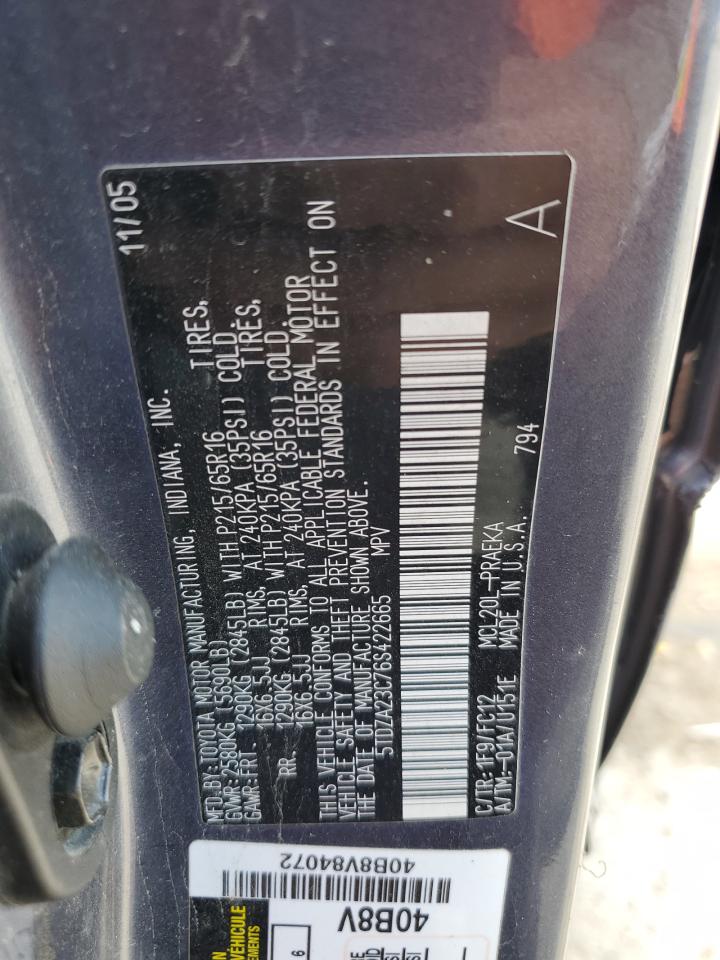 MFD.BY:TOYOTA MOTOR MANUFACTURING, INDIANA, INC. 11/05
GVWR:2580KG (5690LB)
GAWR:FRT 1290KG (2845LB) WITH P215/65R16 TIRES,
16X6.5JJ RIMS, AT 240KPA (35PSI) COLD.
RR 1290KG (2845LB) WITH P215/65R16 TIRES,
16X6.5JJ RIMS, AT 240KPA (35PSI) COLD.
THIS VEHICLE CONFORMS TO ALL APPLICABLE FEDERAL MOTOR
VEHICLE SAFETY AND THEFT PREVENTION STANDARDS IN EFFECT ON
THE DATE OF MANUFACTURE SHOWN ABOVE.
5TDZA23C76S422665 MPV
C/TR:1F9/FC12 MCL20L-PRAEKA
A/TM:-01A/U151E MADE IN U.S.A. 794
A
40B8V84072
40B8V
VÉHICULE
6